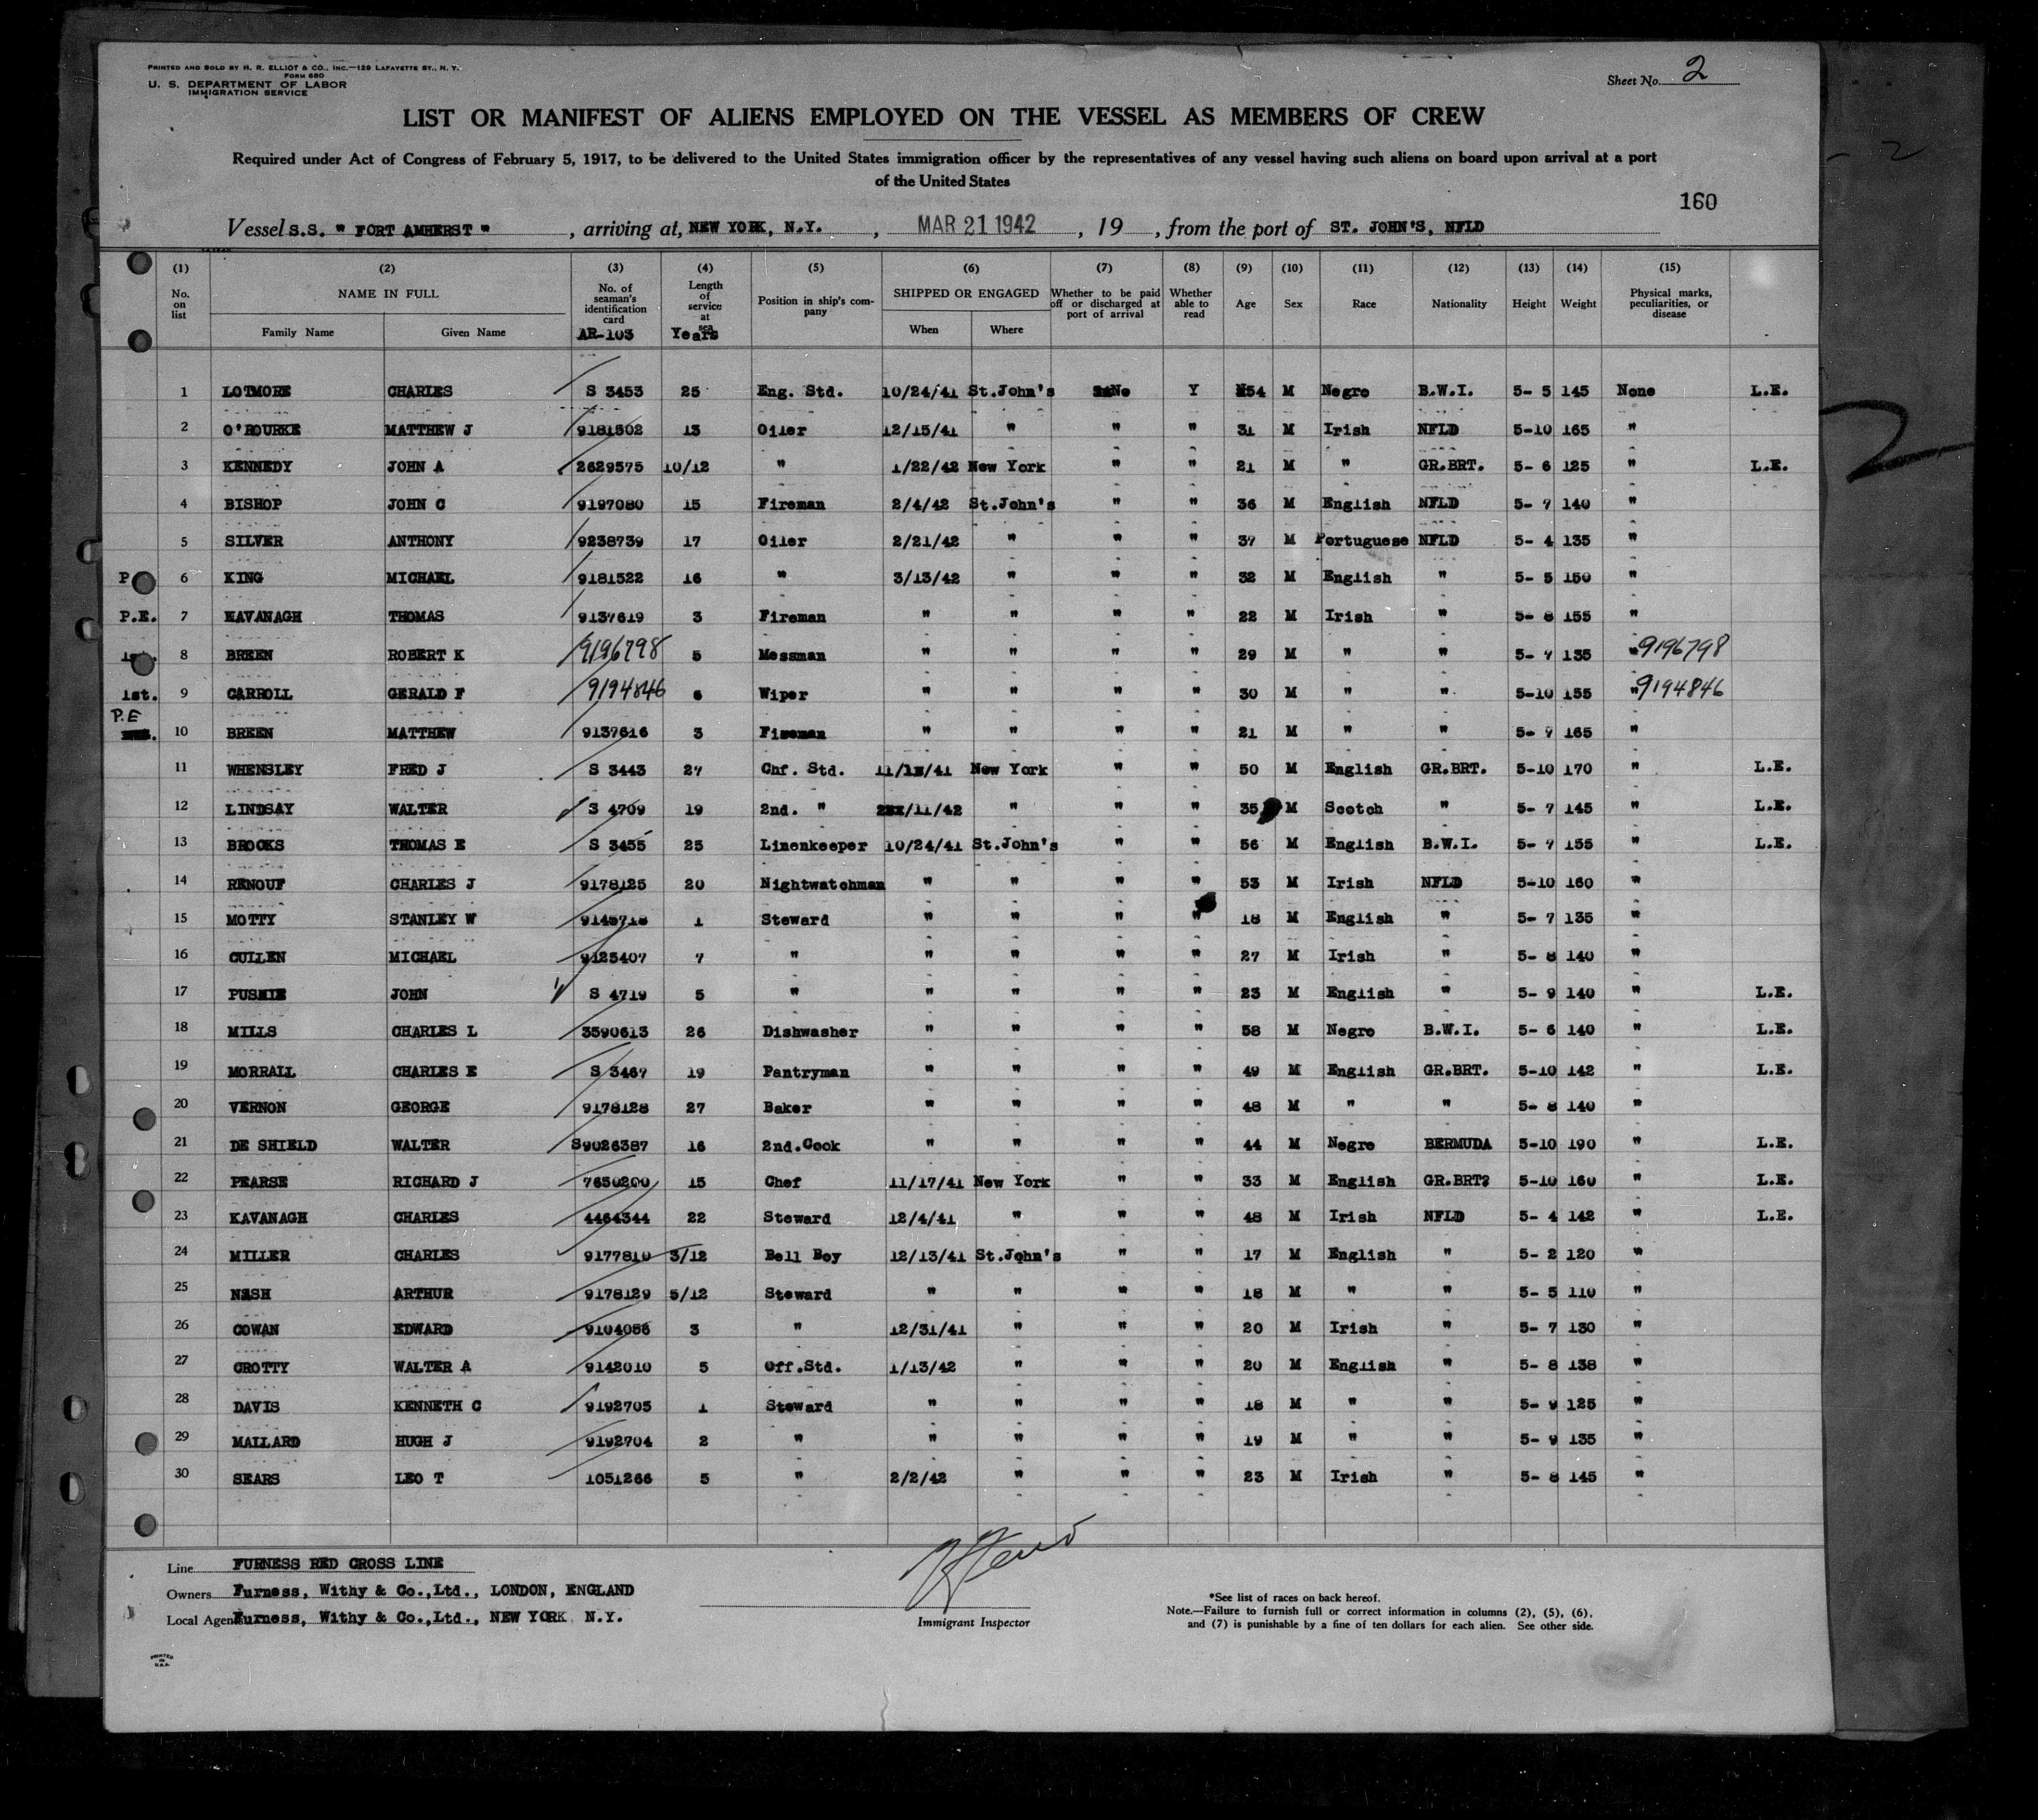 PRINTED AND SOLD BY H. R. ELLIOT & CO., INC.—129 LAFAYETTE ST., N. Y.
FORM 680
U. S. DEPARTMENT OF LABOR
IMMIGRATION SERVICE
Sheet No. 2
LIST OR MANIFEST OF ALIENS EMPLOYED ON THE VESSEL AS MEMBERS OF CREW
Required under Act of Congress of February 5, 1917, to be delivered to the United States immigration officer by the representatives of any vessel having such aliens on board upon arrival at a port
of the United States
160
Vessel S.S. " FORT AMHERST ", arriving at, NEW YORK, N.Y., MAR 21 1942, 19 , from the port of ST. JOHN'S, NFLD
(1) (2) (3) (4) (5) (6) (7) (8) (9) (10) (11) (12) (13) (14) (15)
No. on list NAME IN FULL Family Name Given Name No. of seaman's identification card AR-103 Length of service at sea Years Position in ship's company SHIPPED OR ENGAGED When Where Whether to be paid off or discharged at port of arrival Whether able to read Age Sex Race Nationality Height Weight Physical marks, peculiarities, or disease
1 LOTMORE CHARLES S 3453 25 Eng. Std. 10/24/41 St.John's No Y 54 M Negro B.W.I. 5- 5 145 None L.E.
2 O'ROURKE MATTHEW J 9181502 13 Oiler 12/15/41 " " " 31 M Irish NFLD 5-10 165 "
3 KENNEDY JOHN A 2629575 10/12 " 1/22/42 New York " " 21 M " GR.BRT. 5- 6 125 " L.E.
4 BISHOP JOHN C 9197080 15 Fireman 2/4/42 St.John's " " 36 M English NFLD 5- 7 140 "
5 SILVER ANTHONY 9238739 17 Oiler 2/21/42 " " " 37 M Portuguese NFLD 5- 4 135 "
P 6 KING MICHAEL 9181522 16 " 3/13/42 " " " 32 M English " 5- 5 150 "
P.E. 7 KAVANAGH THOMAS 9137619 3 Fireman " " " " 22 M Irish " 5- 8 155 "
1st. 8 BREEN ROBERT K 9196798 5 Messman " " " " 29 M " " 5- 7 135 " 9196798
1st. 9 CARROLL GERALD F 9194846 6 Wiper " " " " 30 M " " 5-10 155 " 9194846
P.E 10 BREEN MATTHEW 9137616 3 Fireman " " " " 21 M " " 5- 7 165 "
11 WHENSLEY FRED J S 3443 27 Chf. Std. 11/ /41 New York " " 50 M English GR.BRT. 5-10 170 " L.E.
12 LINDSAY WALTER S 4709 19 2nd. " /11/42 " " " 35 M Scotch " 5- 7 145 " L.E.
13 BROOKS THOMAS E S 3455 25 Linenkeeper 10/24/41 St.John's " " 56 M English B.W.I. 5- 7 155 " L.E.
14 RENOUF CHARLES J 9178125 20 Nightwatchman " " " " 53 M Irish NFLD 5-10 160 "
15 MOTTY STANLEY W 9145718 1 Steward " " " " 18 M English " 5- 7 135 "
16 CULLEN MICHAEL 9125407 7 " " " " " 27 M Irish " 5- 8 140 "
17 PUSHIE JOHN S 4719 5 " " " " " 23 M English " 5- 9 140 " L.E.
18 MILLS CHARLES L 3590613 26 Dishwasher " " " " 58 M Negro B.W.I. 5- 6 140 " L.E.
19 MORRALL CHARLES E S 3467 19 Pantryman " " " " 49 M English GR.BRT. 5-10 142 " L.E.
20 VERNON GEORGE 9178128 27 Baker " " " " 48 M " " 5- 8 140 "
21 DE SHIELD WALTER S9026387 16 2nd.Cook " " " " 44 M Negro BERMUDA 5-10 190 " L.E.
22 PEARSE RICHARD J 7650200 15 Chef 11/17/41 New York " " 33 M English GR.BRT? 5-10 160 " L.E.
23 KAVANAGH CHARLES 4464344 22 Steward 12/4/41 " " " 48 M Irish NFLD 5- 4 142 " L.E.
24 MILLER CHARLES 9177810 3/12 Bell Boy 12/13/41 St.John's " " 17 M English " 5- 2 120 "
25 NASH ARTHUR 9178129 5/12 Steward " " " " 18 M " " 5- 5 110 "
26 COWAN EDWARD 9104056 3 " 12/31/41 " " " 20 M Irish " 5- 7 130 "
27 CROTTY WALTER A 9142010 5 Off.Std. 1/13/42 " " " 20 M English " 5- 8 138 "
28 DAVIS KENNETH C 9192705 1 Steward " " " " 18 M " " 5- 9 125 "
29 MALLARD HUGH J 9192704 2 " " " " " 19 M " " 5- 9 135 "
30 SEARS LEO T 1051266 5 " 2/2/42 " " " 23 M Irish " 5- 8 145 "
Line FURNESS RED CROSS LINE
Owners Furness, Withy & Co.,Ltd., LONDON, ENGLAND
Local Agents Furness, Withy & Co.,Ltd., NEW YORK N.Y.
Immigrant Inspector
*See list of races on back hereof.
Note.—Failure to furnish full or correct information in columns (2), (5), (6),
and (7) is punishable by a fine of ten dollars for each alien. See other side.
PRINTED
IN
U.S.A.
2